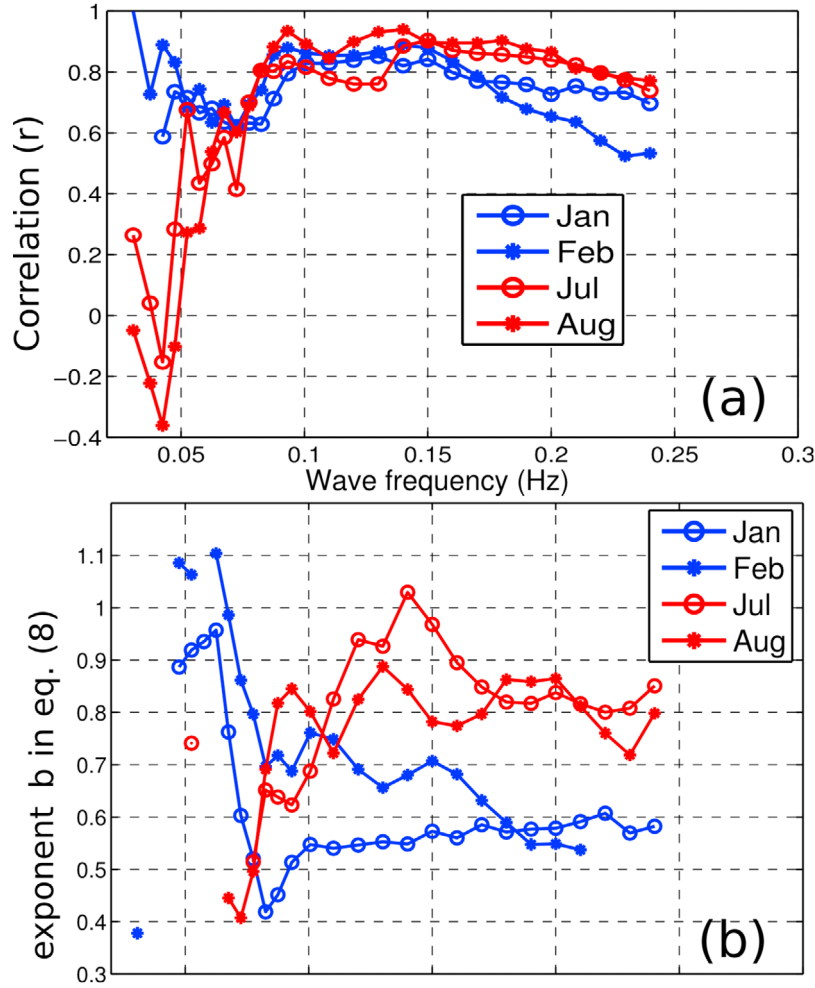 1
0.8
0.6
0.4
0.2
0
−0.2
−0.4
Correlation (r)
Jan
Feb
Jul
Aug
(a)
0.05 0.1 0.15 0.2 0.25 0.3
Wave frequency (Hz)
1.1
1
0.9
0.8
0.7
0.6
0.5
0.4
0.3
exponent b in eq. (8)
Jan
Feb
Jul
Aug
(b)